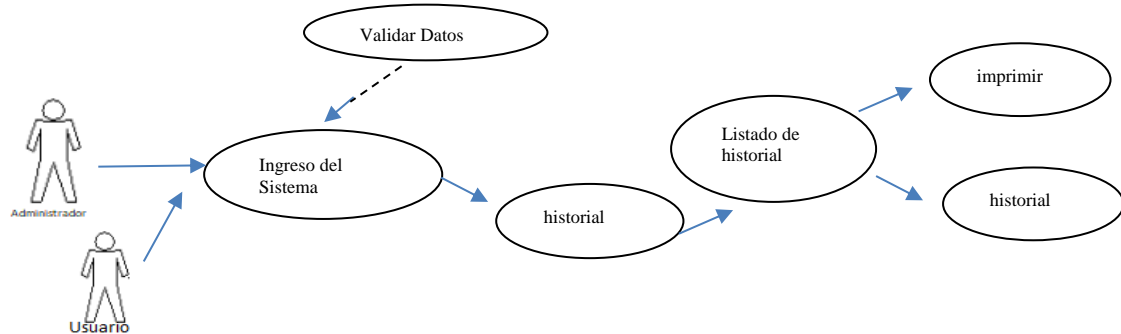 Validar Datos
imprimir
Listado de
historial
Ingreso del
Sistema
historial
historial
Administrador
Usuario